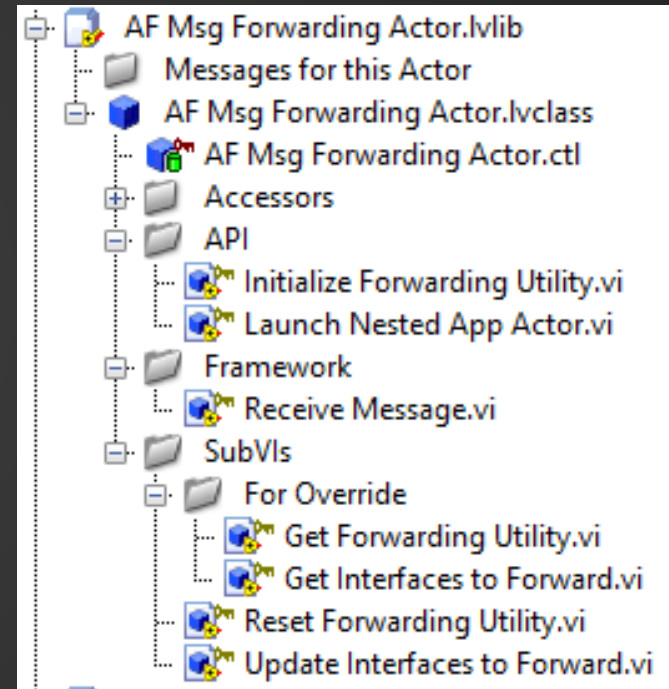 AF Msg Forwarding Actor.lvlib
Messages for this Actor
AF Msg Forwarding Actor.lvclass
AF Msg Forwarding Actor.ctl
Accessors
API
Initialize Forwarding Utility.vi
Launch Nested App Actor.vi
Framework
Receive Message.vi
SubVIs
For Override
Get Forwarding Utility.vi
Get Interfaces to Forward.vi
Reset Forwarding Utility.vi
Update Interfaces to Forward.vi